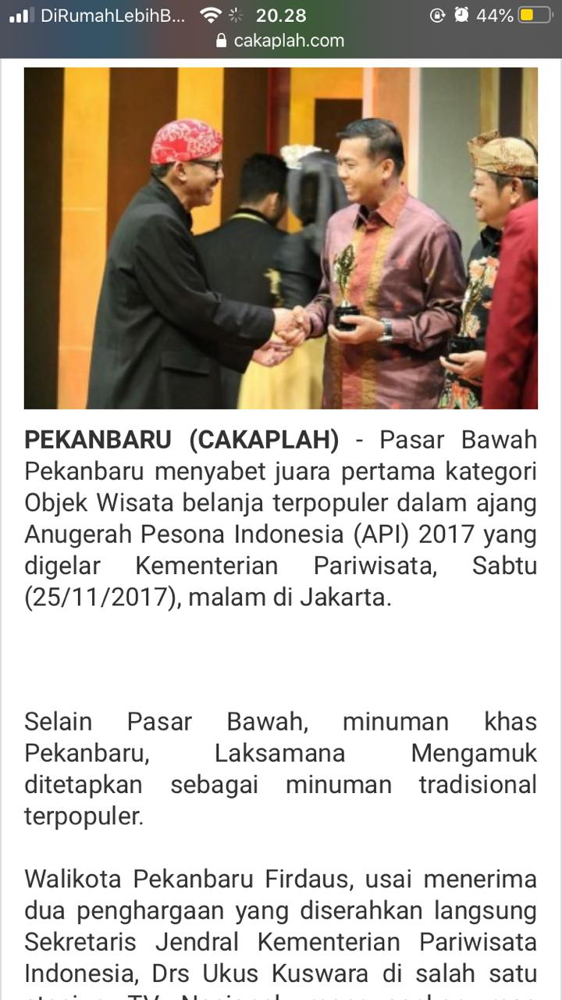 DiRumahLebihB... 20.28 44%
cakaplah.com
PEKANBARU (CAKAPLAH) - Pasar Bawah
Pekanbaru menyabet juara pertama kategori
Objek Wisata belanja terpopuler dalam ajang
Anugerah Pesona Indonesia (API) 2017 yang
digelar Kementerian Pariwisata, Sabtu
(25/11/2017), malam di Jakarta.
Selain Pasar Bawah, minuman khas
Pekanbaru, Laksamana Mengamuk
ditetapkan sebagai minuman tradisional
terpopuler.
Walikota Pekanbaru Firdaus, usai menerima
dua penghargaan yang diserahkan langsung
Sekretaris Jendral Kementerian Pariwisata
Indonesia, Drs Ukus Kuswara di salah satu